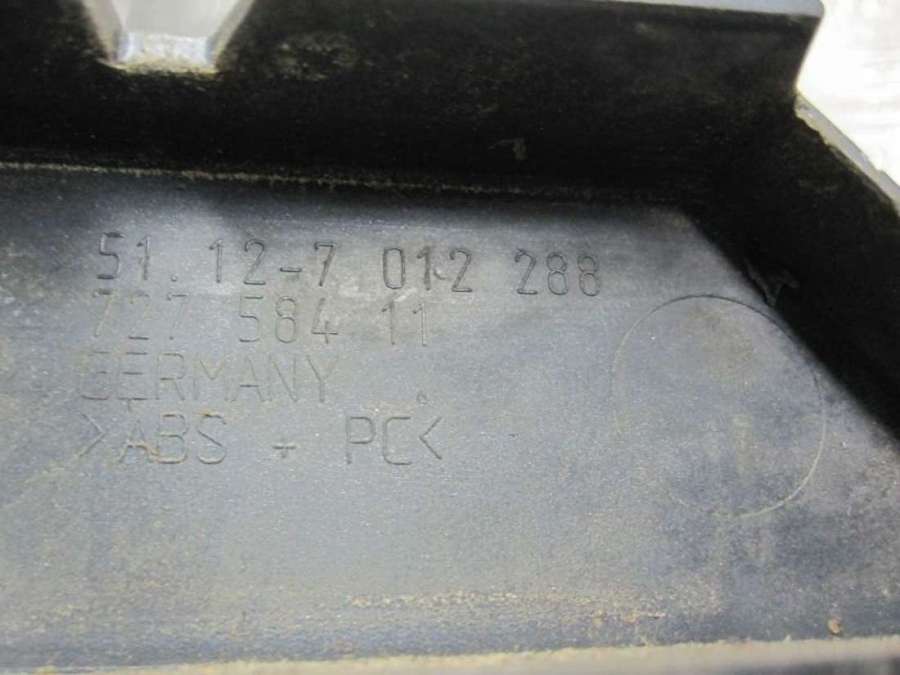 51.12-7 012 288
727 584 11
GERMANY
>ABS + PC<